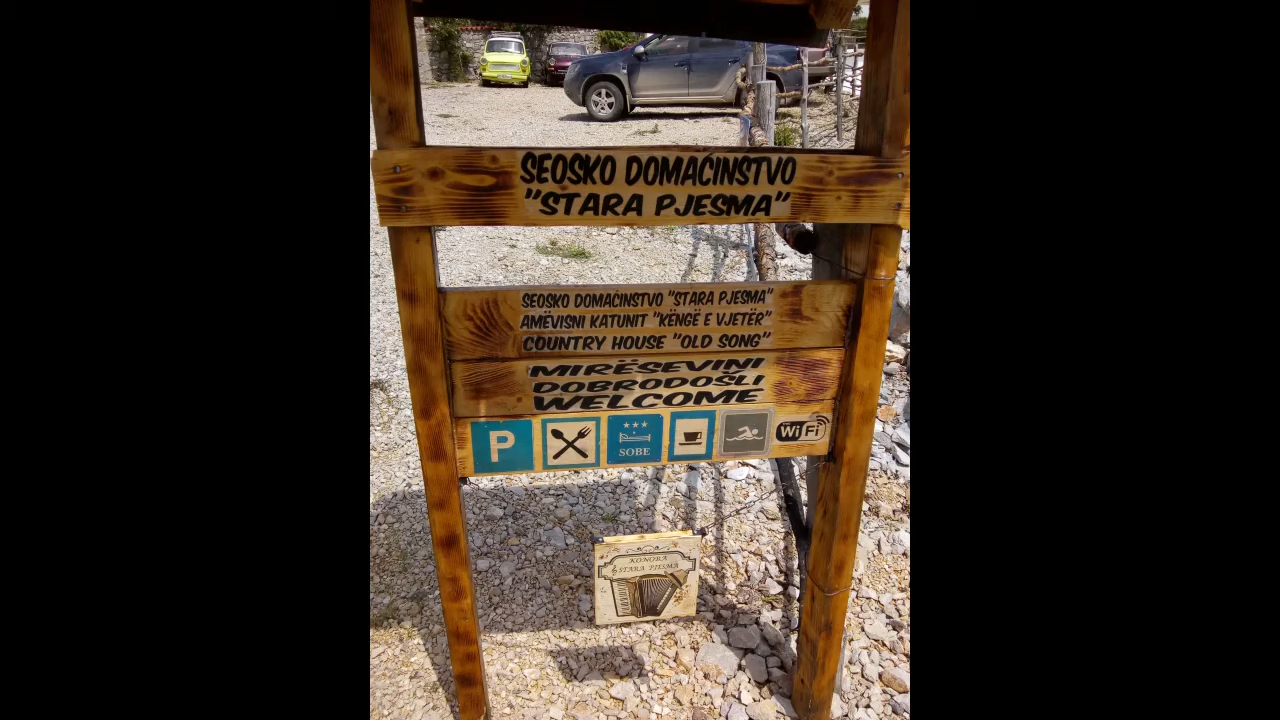 SEOSKO DOMAĆINSTVO
"STARA PJESMA"
SEOSKO DOMAĆINSTVO "STARA PJESMA"
AMËVISNI KATUNIT "KËNGË E VJETËR"
COUNTRY HOUSE "OLD SONG"
MIRËSEVINI
DOBRODOŠLI
WELCOME
P
SOBE
WiFi
KONOBA
STARA PJESMA